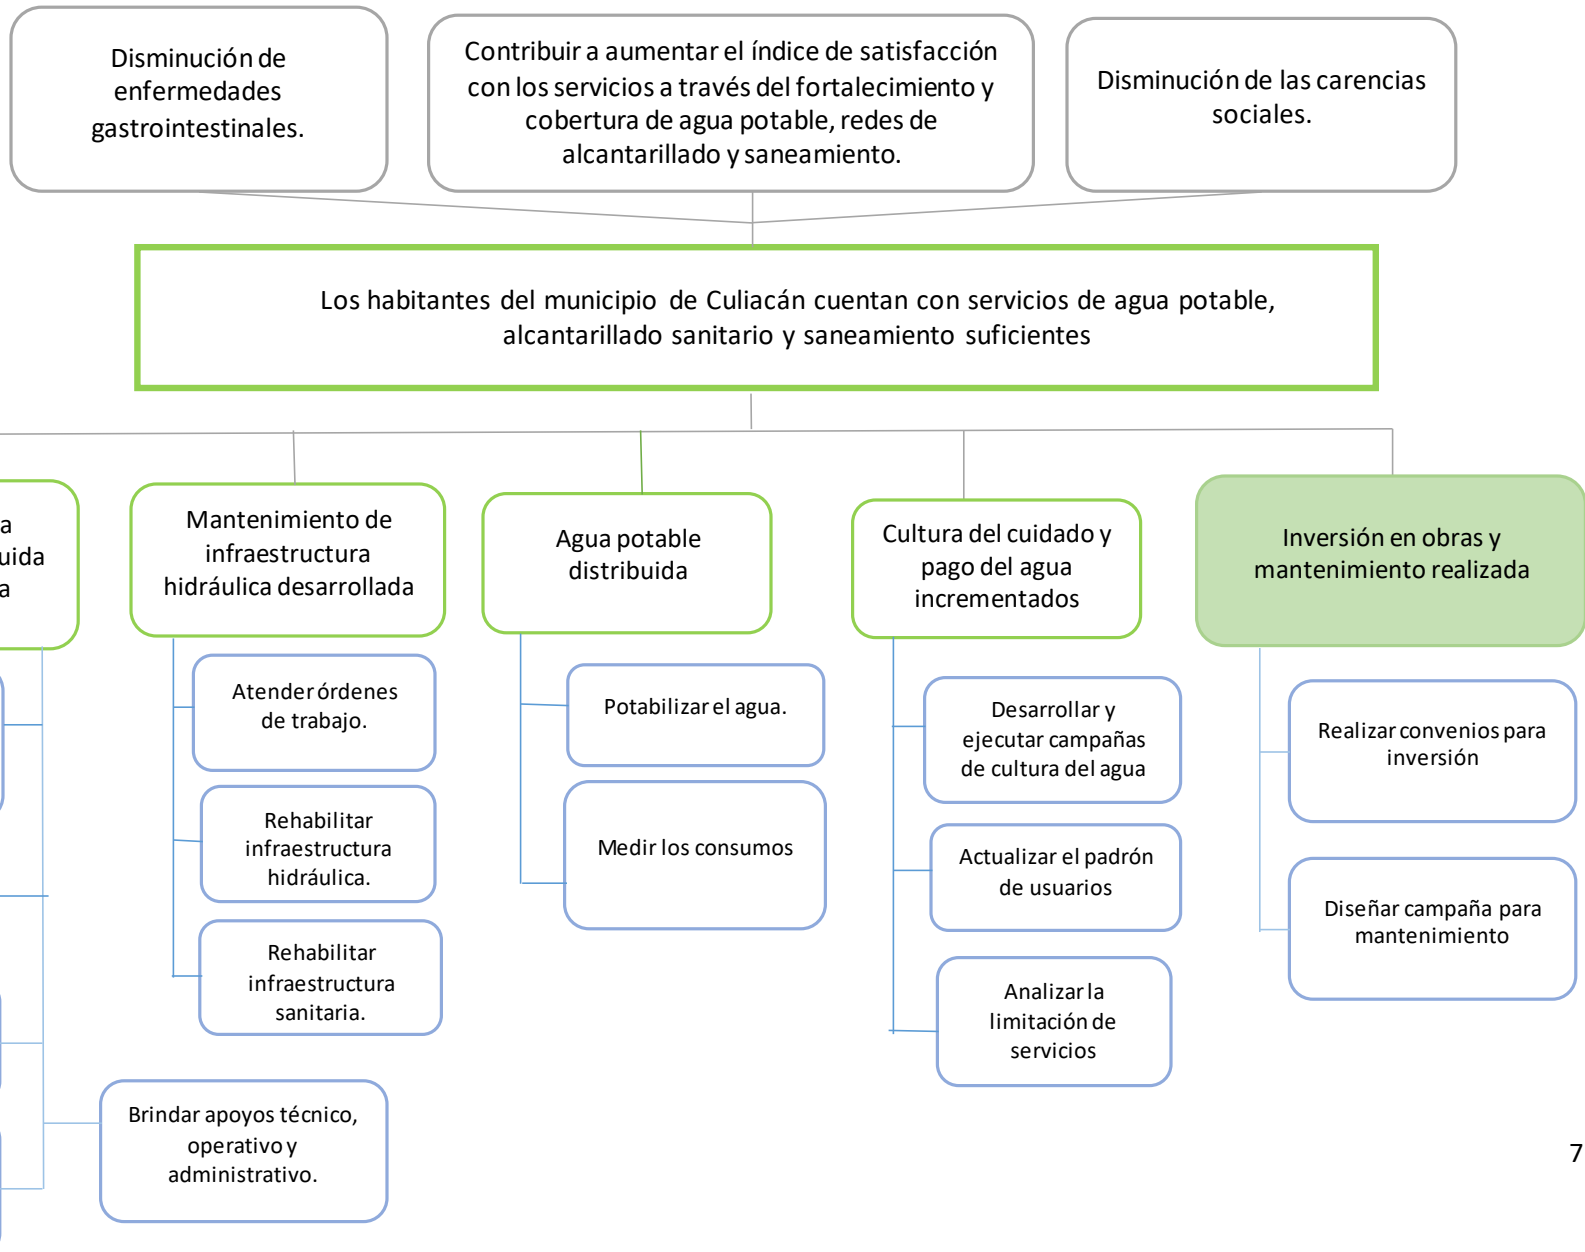 Disminución de
enfermedades
gastrointestinales.
Contribuir a aumentar el índice de satisfacción
con los servicios a través del fortalecimiento y
cobertura de agua potable, redes de
alcantarillado y saneamiento.
Disminución de las carencias
sociales.
Los habitantes del municipio de Culiacán cuentan con servicios de agua potable,
alcantarillado sanitario y saneamiento suficientes
Mantenimiento de
infraestructura
hidráulica desarrollada
Atender órdenes
de trabajo.
Rehabilitar
infraestructura
hidráulica.
Rehabilitar
infraestructura
sanitaria.
Brindar apoyos técnico,
operativo y
administrativo.
Agua potable
distribuida
Potabilizar el agua.
Medir los consumos
Cultura del cuidado y
pago del agua
incrementados
Desarrollar y
ejecutar campañas
de cultura del agua
Actualizar el padrón
de usuarios
Analizar la
limitación de
servicios
Inversión en obras y
mantenimiento realizada
Realizar convenios para
inversión
Diseñar campaña para
mantenimiento
7